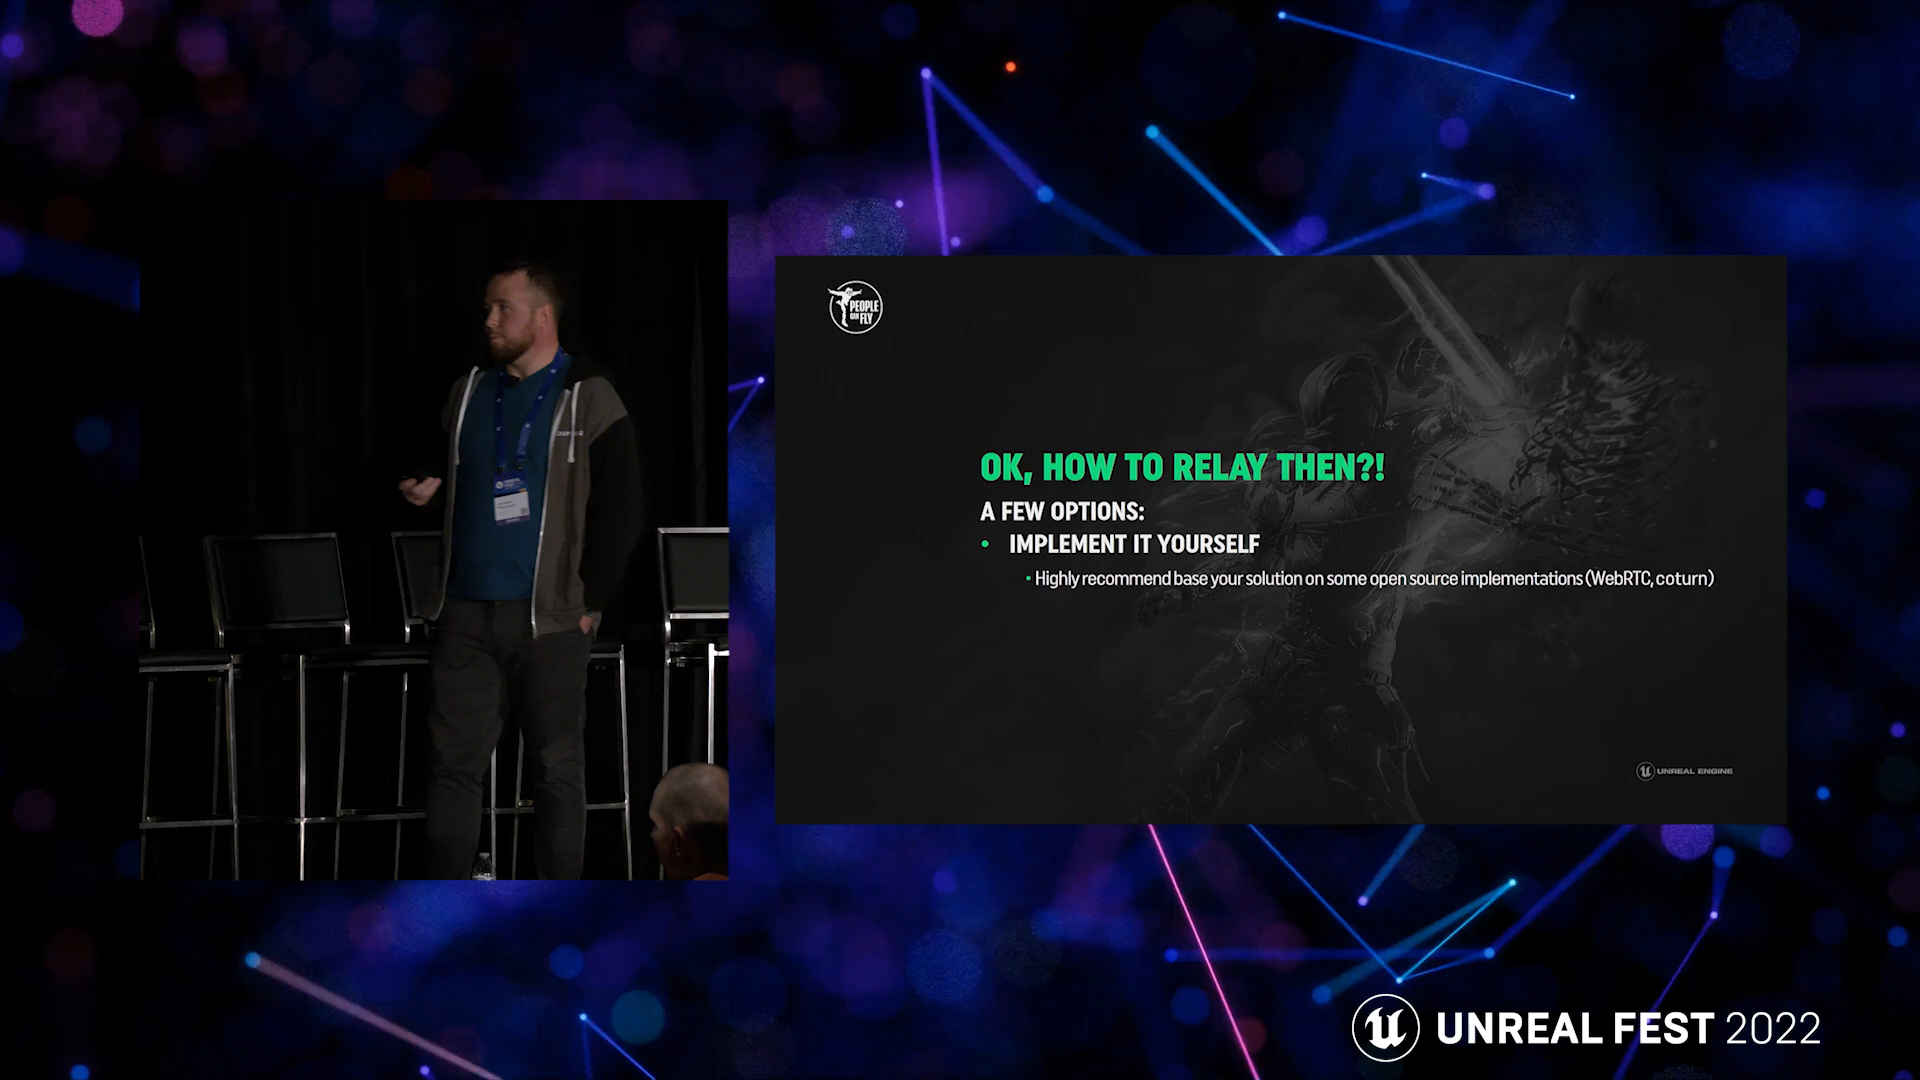 PEOPLE
CAN
FLY
OK, HOW TO RELAY THEN?!
A FEW OPTIONS:
• IMPLEMENT IT YOURSELF
• Highly recommend base your solution on some open source implementations (WebRTC, coturn)
UNREAL ENGINE
UNREAL FEST 2022